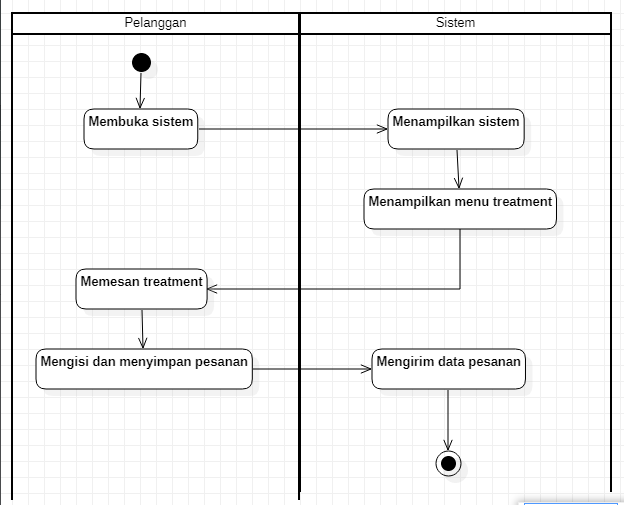 Pelanggan
Sistem
Membuka sistem
Menampilkan sistem
Menampilkan menu treatment
Memesan treatment
Mengisi dan menyimpan pesanan
Mengirim data pesanan